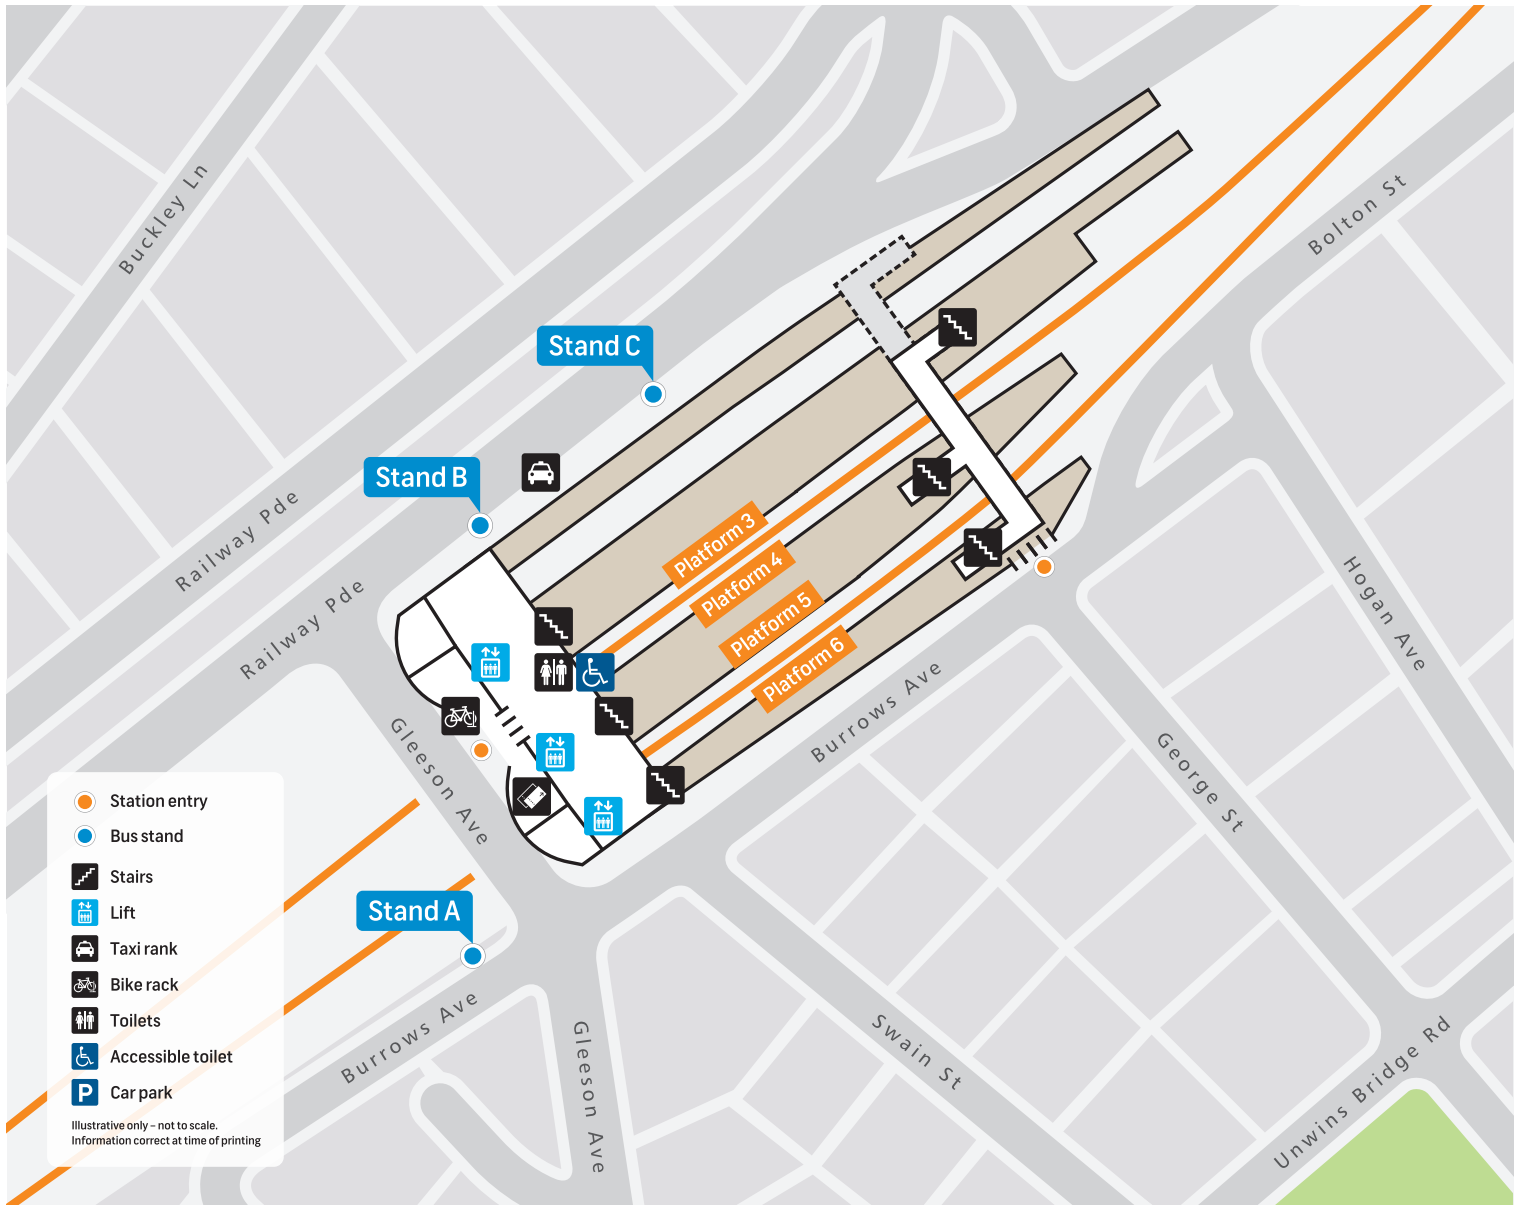 Buckley Ln
Bolton St
Stand C
Stand B
Railway Pde
Railway Pde
Platform 3
Platform 4
Platform 5
Platform 6
Hogan Ave
Burrows Ave
George St
Gleeson Ave
Stand A
Burrows Ave
Gleeson Ave
Swain St
Unwins Bridge Rd
Station entry
Bus stand
Stairs
Lift
Taxi rank
Bike rack
Toilets
Accessible toilet
P Car park
Illustrative only – not to scale.
Information correct at time of printing